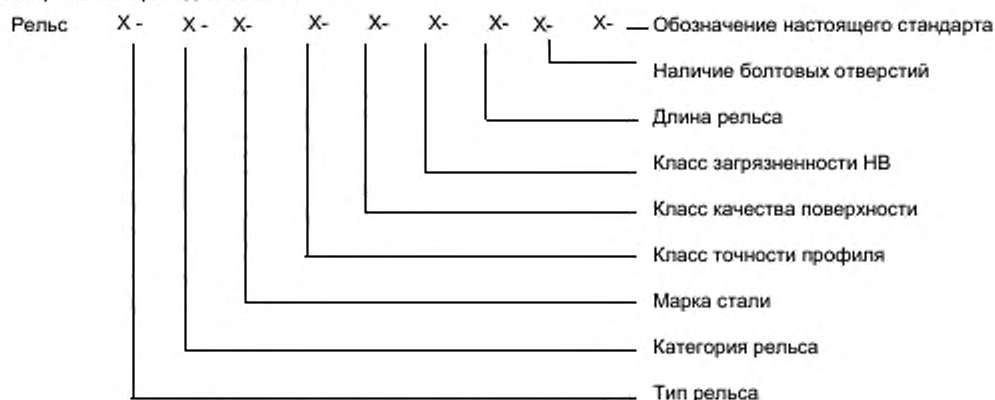 Рельс X - X - X- X- X- X- X- X- X- Обозначение настоящего стандарта
Наличие болтовых отверстий
Длина рельса
Класс загрязненности НВ
Класс качества поверхности
Класс точности профиля
Марка стали
Категория рельса
Тип рельса